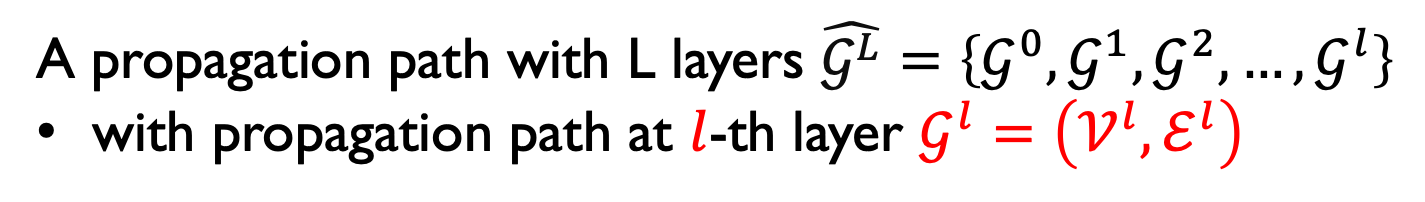 A propagation path with L layers $\widehat{\mathcal{G}^L} = \{\mathcal{G}^0, \mathcal{G}^1, \mathcal{G}^2, \ldots, \mathcal{G}^l\}$
• with propagation path at $l$-th layer $\mathcal{G}^l = (\mathcal{V}^l, \mathcal{E}^l)$